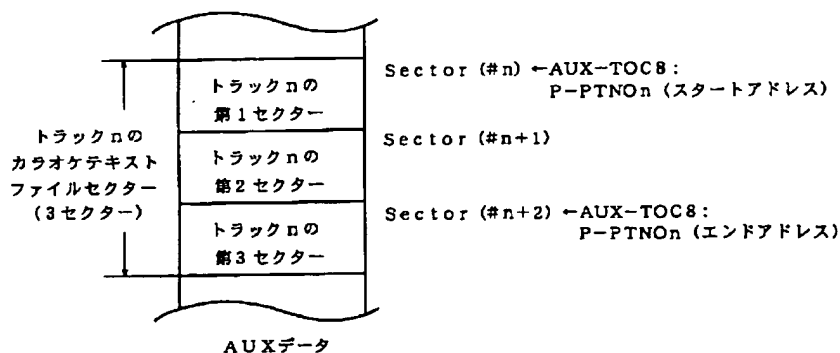 トラックnの
カラオケテキスト
ファイルセクター
(3セクター)
トラックnの
第1セクター
トラックnの
第2セクター
トラックnの
第3セクター
Sector (#n) ←AUX-TOC8:
P-PTNOn (スタートアドレス)
Sector (#n+1)
Sector (#n+2) ←AUX-TOC8:
P-PTNOn (エンドアドレス)
AUXデータ